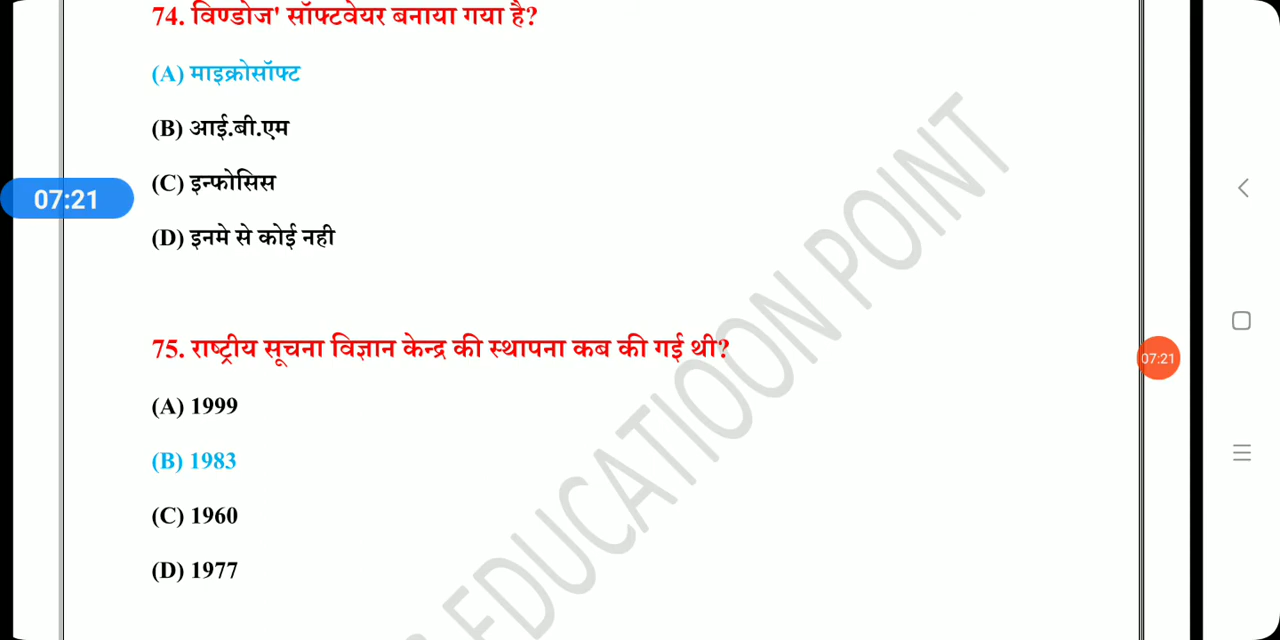 74. विण्डोज' सॉफ्टवेयर बनाया गया है?
(A) माइक्रोसॉफ्ट
(B) आई.बी.एम
(C) इन्फोसिस
07:21
(D) इनमे से कोई नही
75. राष्ट्रीय सूचना विज्ञान केन्द्र की स्थापना कब की गई थी?
07:21
(A) 1999
(B) 1983
(C) 1960
(D) 1977
EDUCATIOON POINT